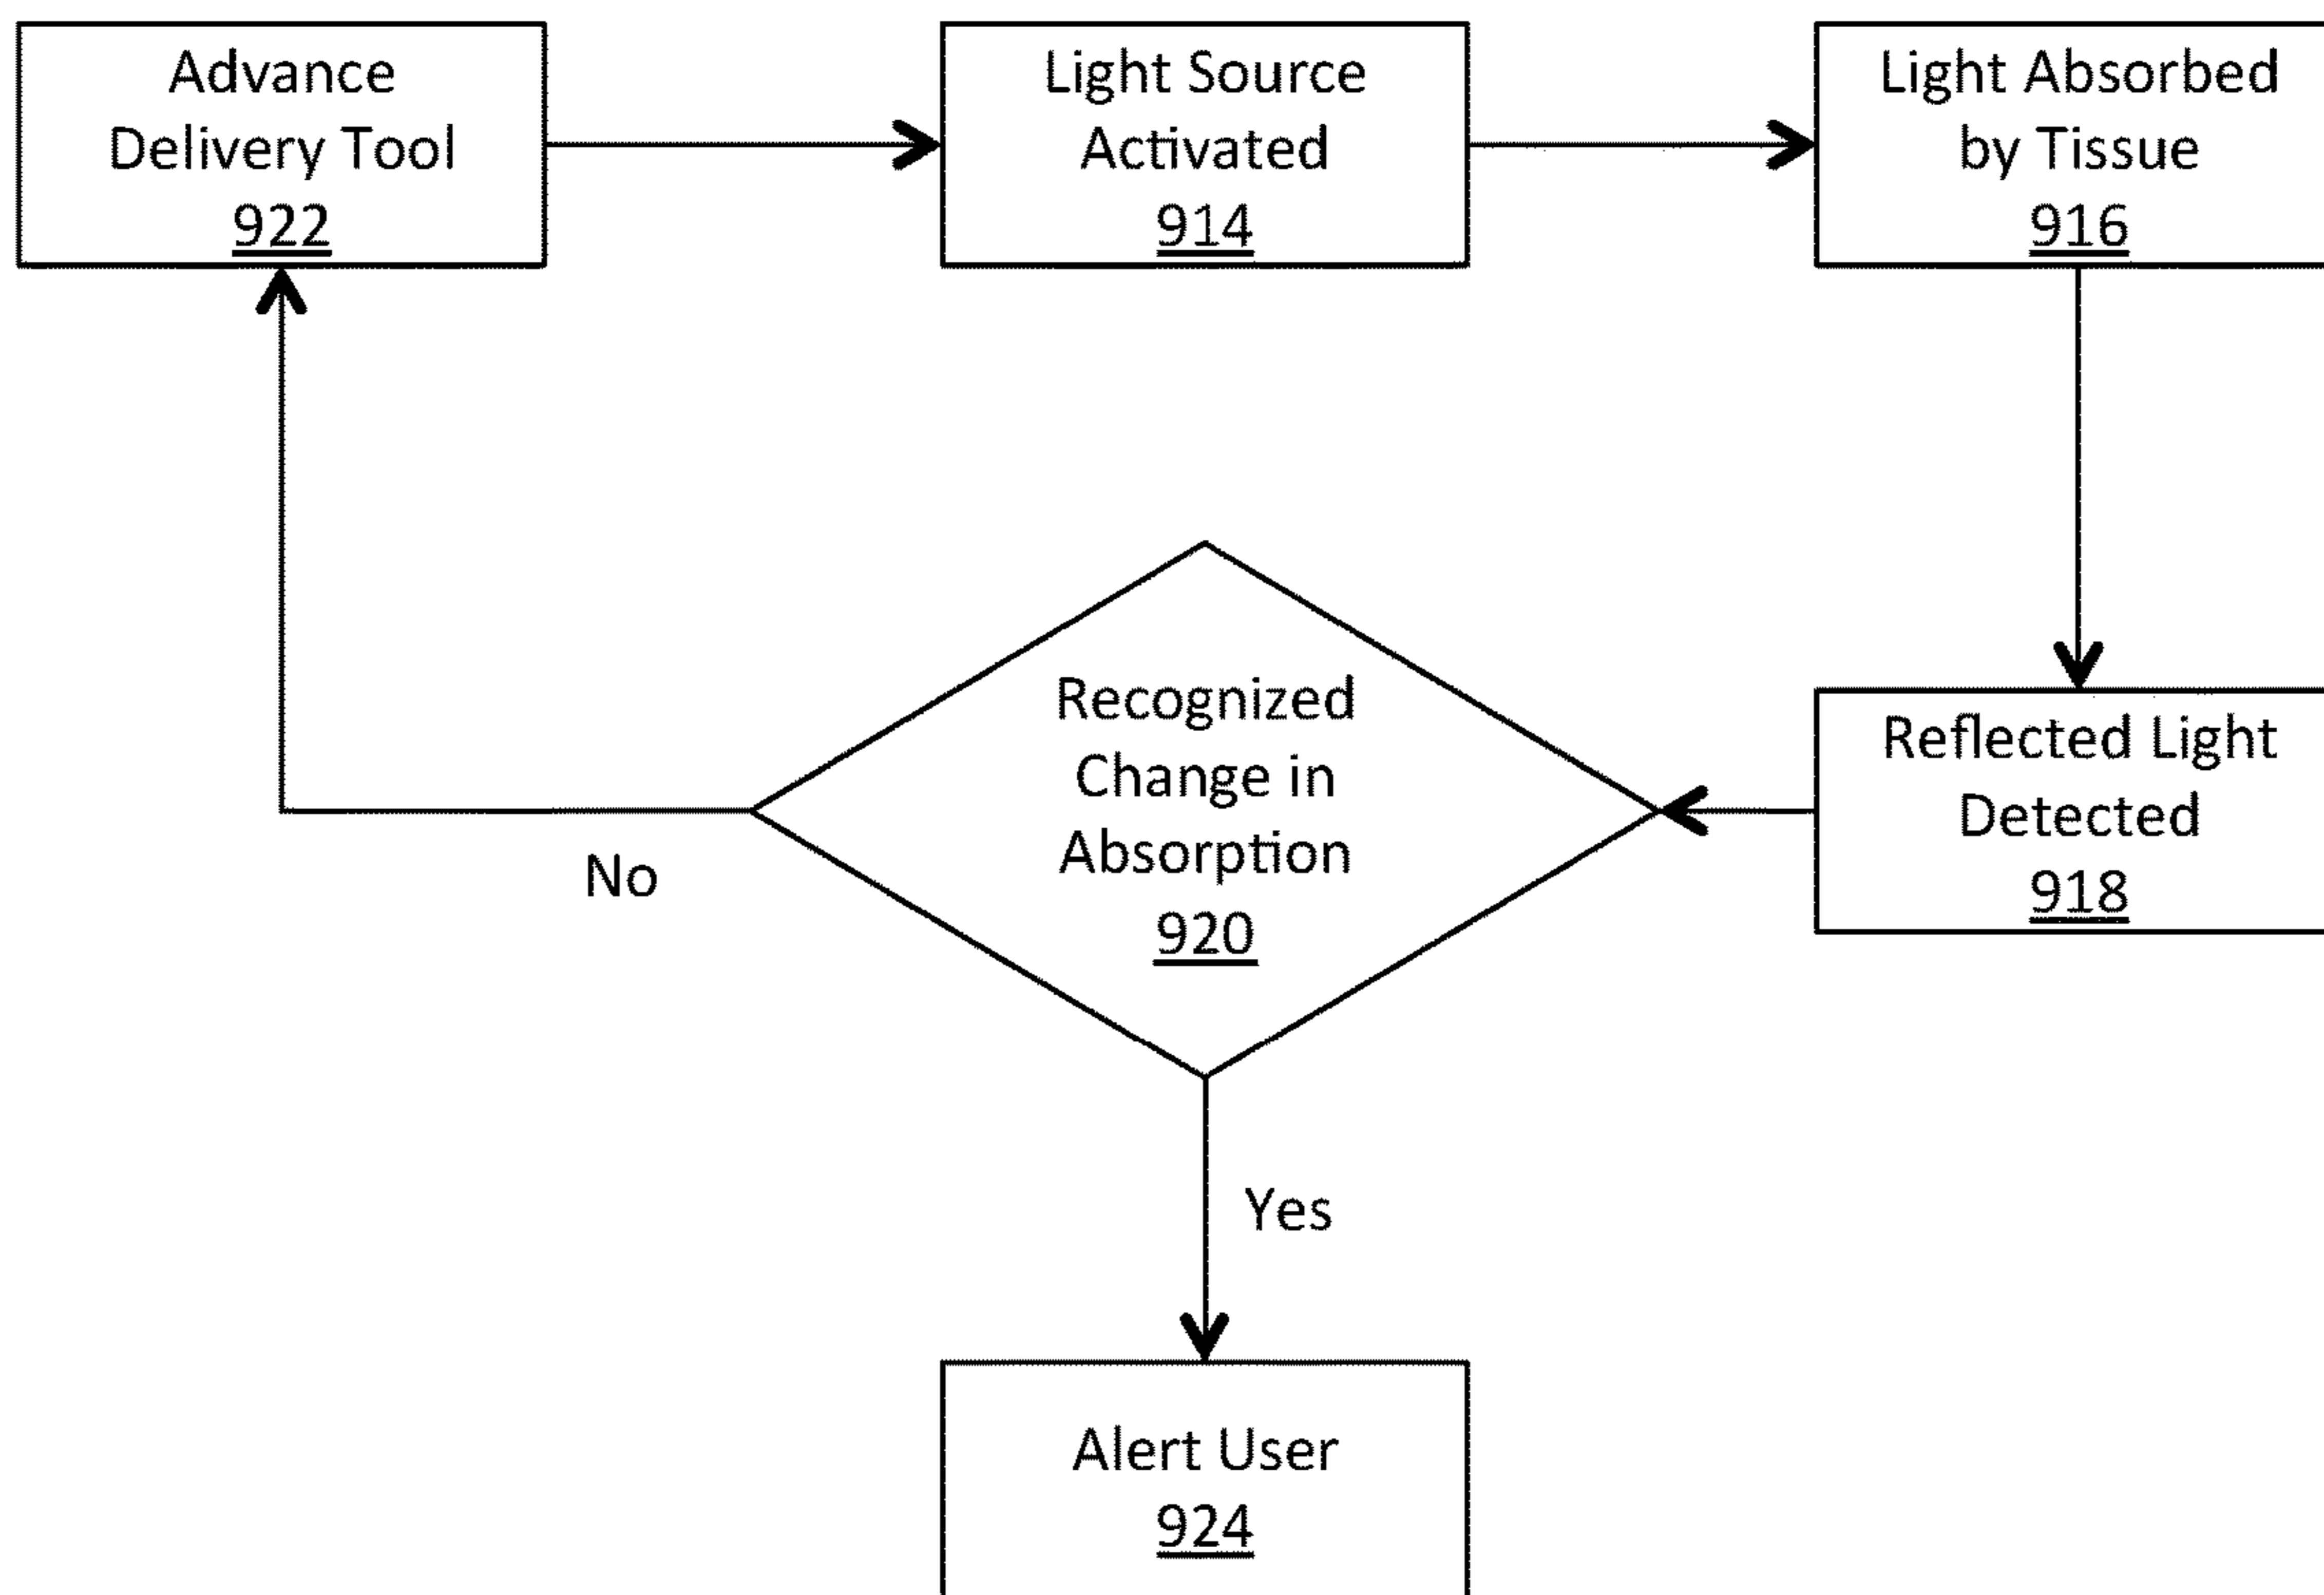 Advance
Delivery Tool
922
Light Source
Activated
914
Light Absorbed
by Tissue
916
Recognized
Change in
Absorption
920
Reflected Light
Detected
918
No
Yes
Alert User
924